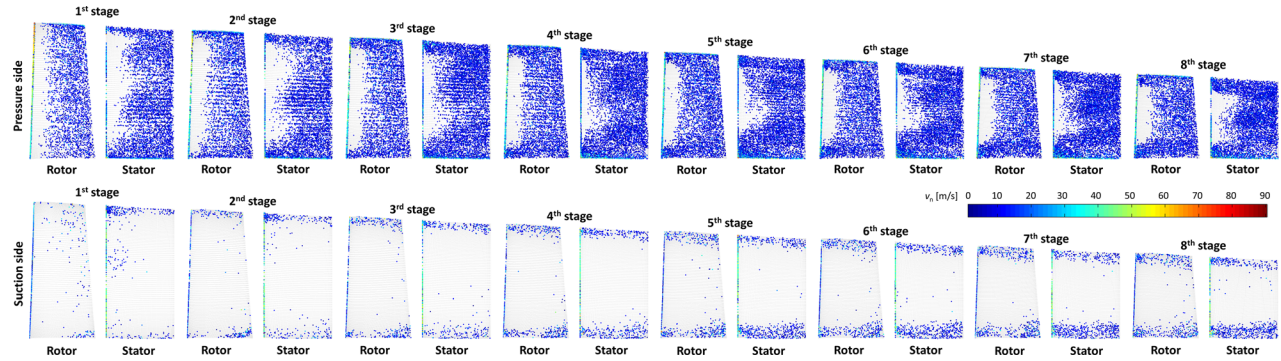 1st stage
2nd stage
3rd stage
4th stage
5th stage
6th stage
7th stage
8th stage
Pressure side
Rotor Stator Rotor Stator Rotor Stator Rotor Stator Rotor Stator Rotor Stator Rotor Stator Rotor Stator
1st stage
2nd stage
3rd stage
4th stage
5th stage
6th stage
7th stage
8th stage
vn [m/s]
0 10 20 30 40 50 60 70 80 90
Suction side
Rotor Stator Rotor Stator Rotor Stator Rotor Stator Rotor Stator Rotor Stator Rotor Stator Rotor Stator